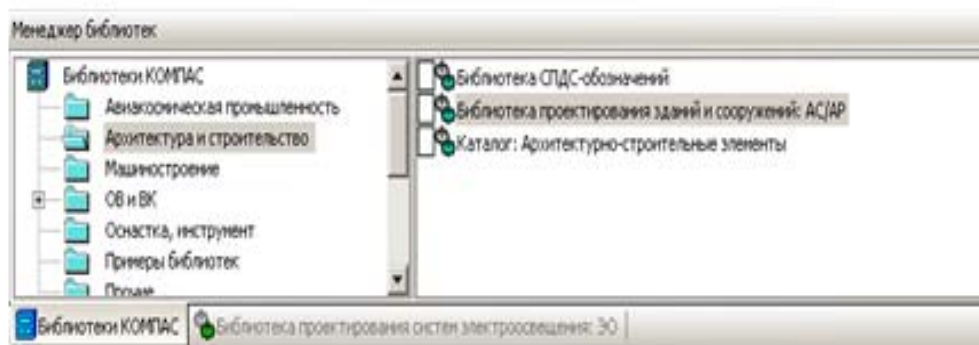 Менеджер библиотек
Библиотеки КОМПАС
Авиакосмическая промышленность
Архитектура и строительство
Машиностроение
ОВ и ВК
Оснастка, инструмент
Примеры библиотек
Прочие
Библиотека СПДС-обозначений
Библиотека проектирования зданий и сооружений: АС/АР
Каталог: Архитектурно-строительные элементы
Библиотеки КОМПАС
Библиотека проектирования систем электроосвещения: ЭО